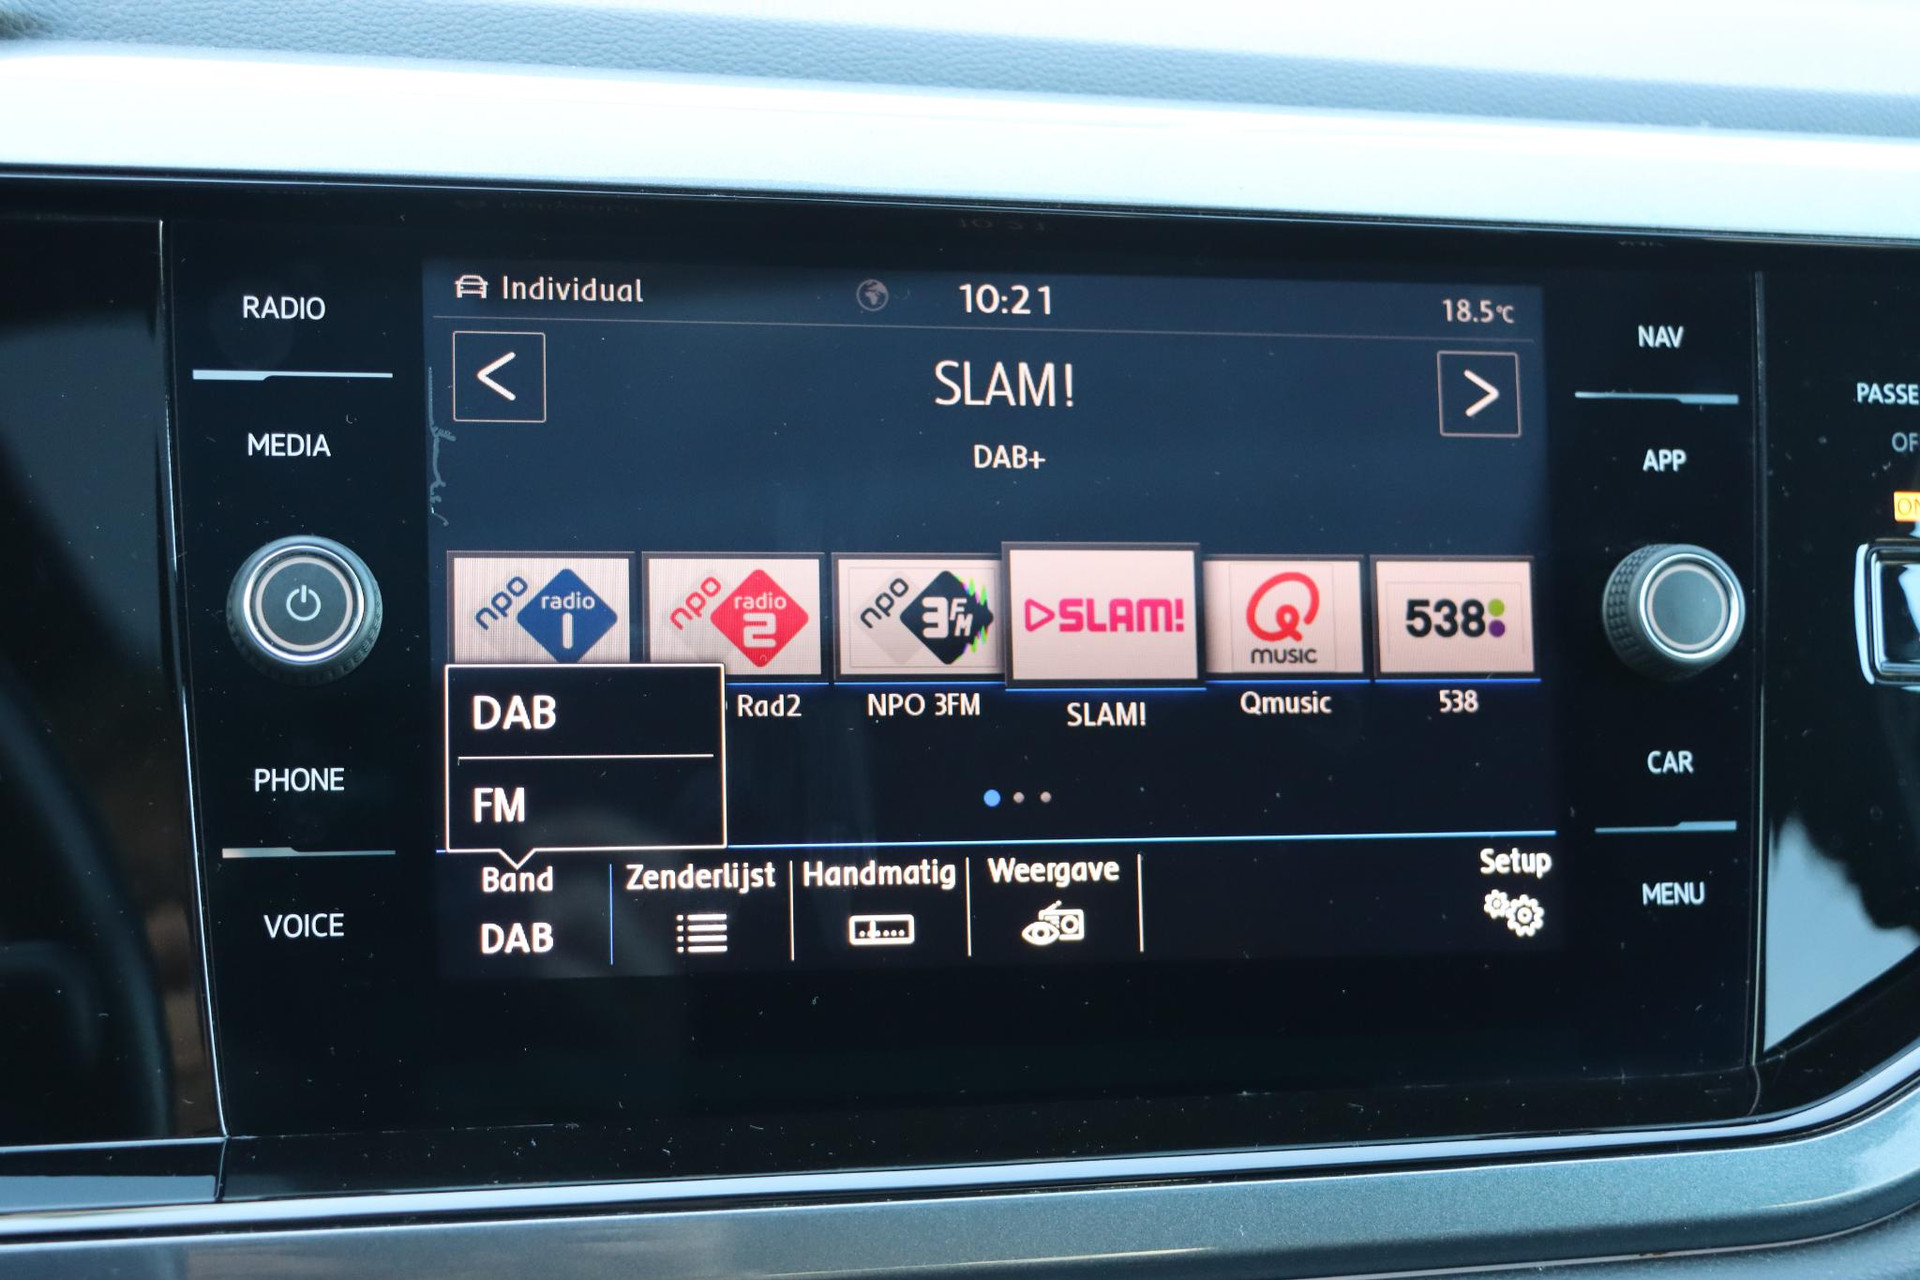 RADIO
MEDIA
PHONE
VOICE
Individual
10:21
18.5°C
<
SLAM!
>
DAB+
npo radio 1
npo radio 2
npo 3FM
SLAM!
Q music
538
Rad2
NPO 3FM
SLAM!
Qmusic
538
DAB
FM
Band
DAB
Zenderlijst
Handmatig
Weergave
Setup
NAV
APP
CAR
MENU
PASSE
OF
ON